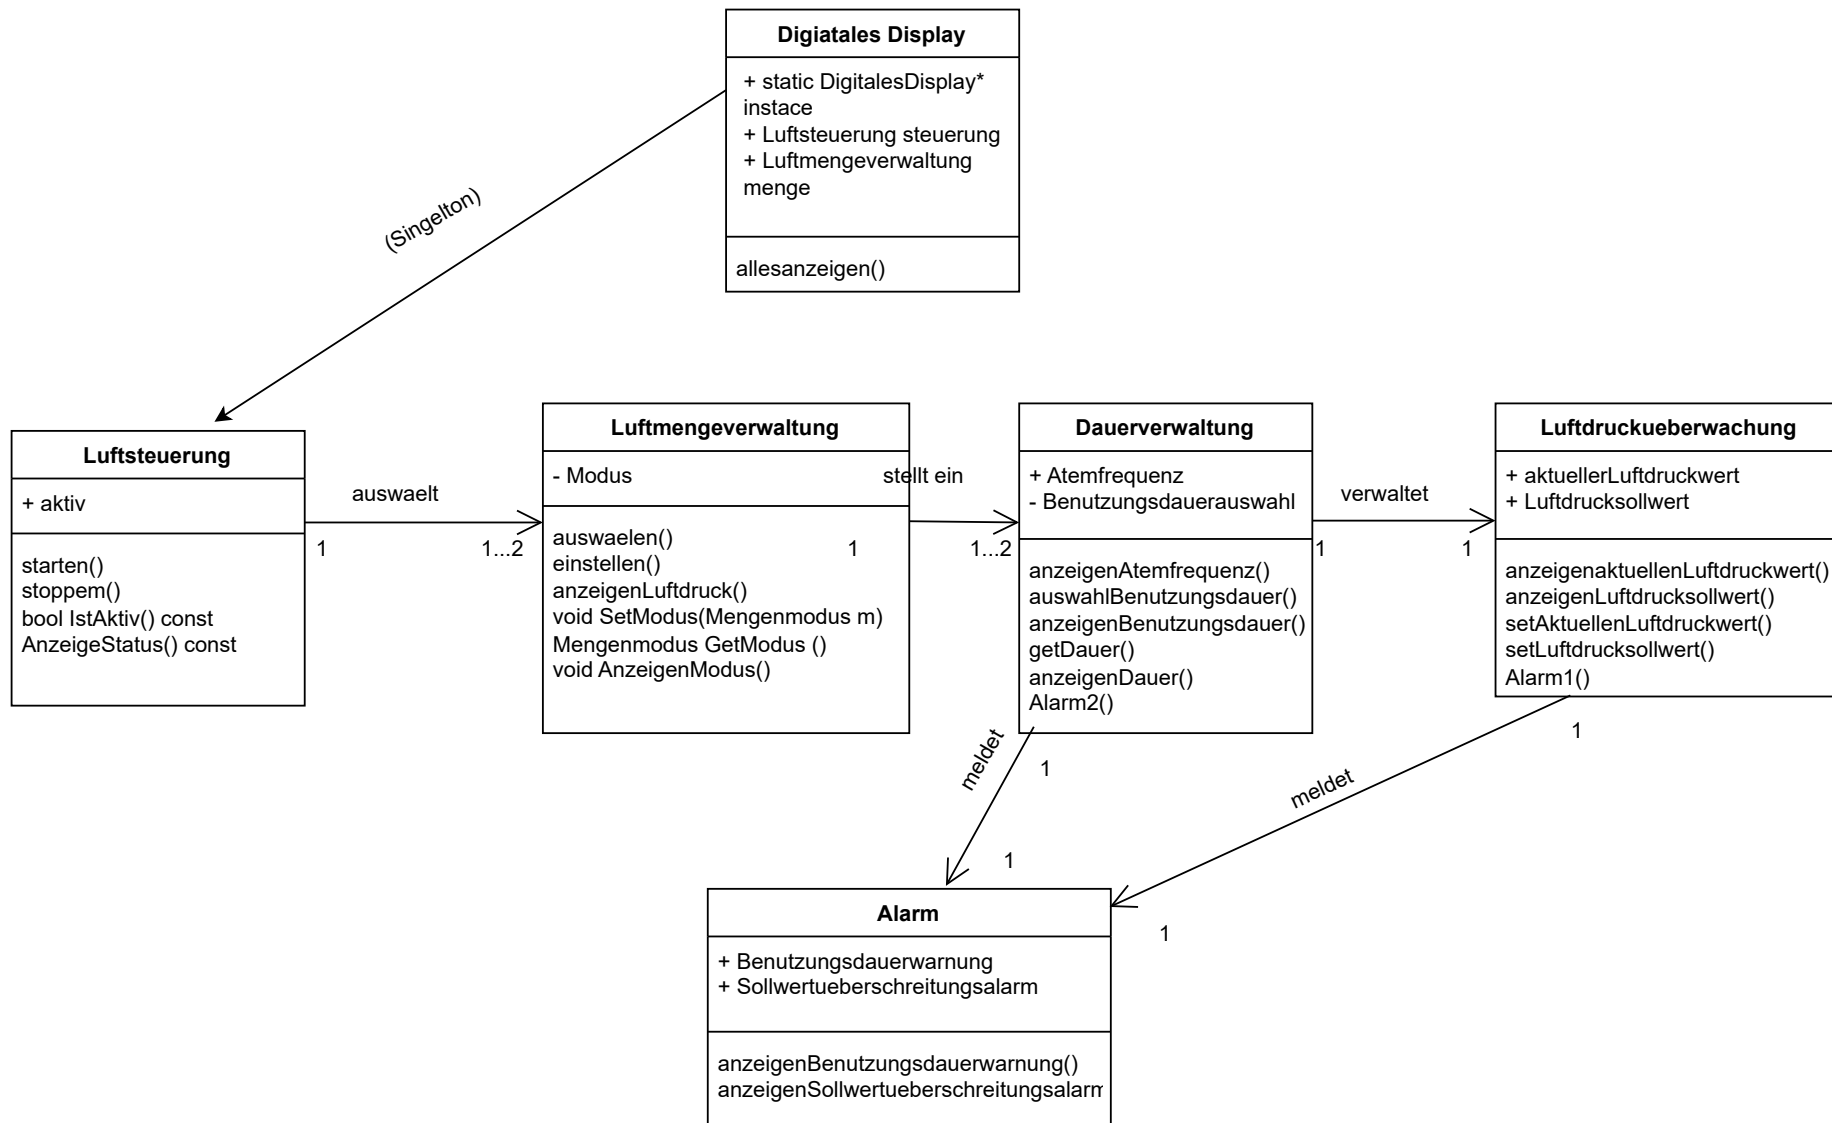 Digiatales Display
+ static DigitalesDisplay*
instace
+ Luftsteuerung steuerung
+ Luftmengeverwaltung
menge
allesanzeigen()
(Singelton)
Luftsteuerung
+ aktiv
starten()
stoppem()
bool IstAktiv() const
AnzeigeStatus() const
auswaelt
1
1...2
Luftmengeverwaltung
- Modus
auswaelen()
einstellen()
anzeigenLuftdruck()
void SetModus(Mengenmodus m)
Mengenmodus GetModus ()
void AnzeigenModus()
stellt ein
1
1...2
Dauerverwaltung
+ Atemfrequenz
- Benutzungsdauerauswahl
anzeigenAtemfrequenz()
auswahlBenutzungsdauer()
anzeigenBenutzungsdauer()
getDauer()
anzeigenDauer()
Alarm2()
verwaltet
1
1
Luftdruckueberwachung
+ aktuellerLuftdruckwert
+ Luftdrucksollwert
anzeigenaktuellenLuftdruckwert()
anzeigenLuftdrucksollwert()
setAktuellenLuftdruckwert()
setLuftdrucksollwert()
Alarm1()
meldet
1
1
meldet
1
1
Alarm
+ Benutzungsdauerwarnung
+ Sollwertueberschreitungsalarm
anzeigenBenutzungsdauerwarnung()
anzeigenSollwertueberschreitungsalarm